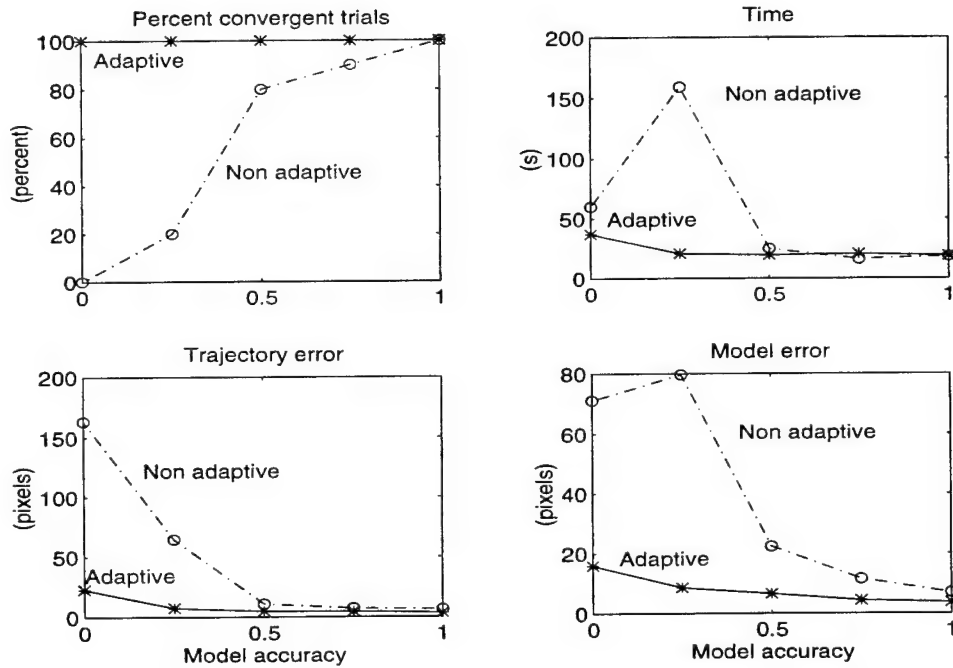 Percent convergent trials
100
80
60
40
20
0
(percent)
Adaptive
Non adaptive
0
0.5
1
Time
200
150
100
50
0
(s)
Non adaptive
Adaptive
0
0.5
1
Trajectory error
200
150
100
50
0
(pixels)
Non adaptive
Adaptive
0
0.5
1
Model accuracy
Model error
80
60
40
20
0
(pixels)
Non adaptive
Adaptive
0
0.5
1
Model accuracy